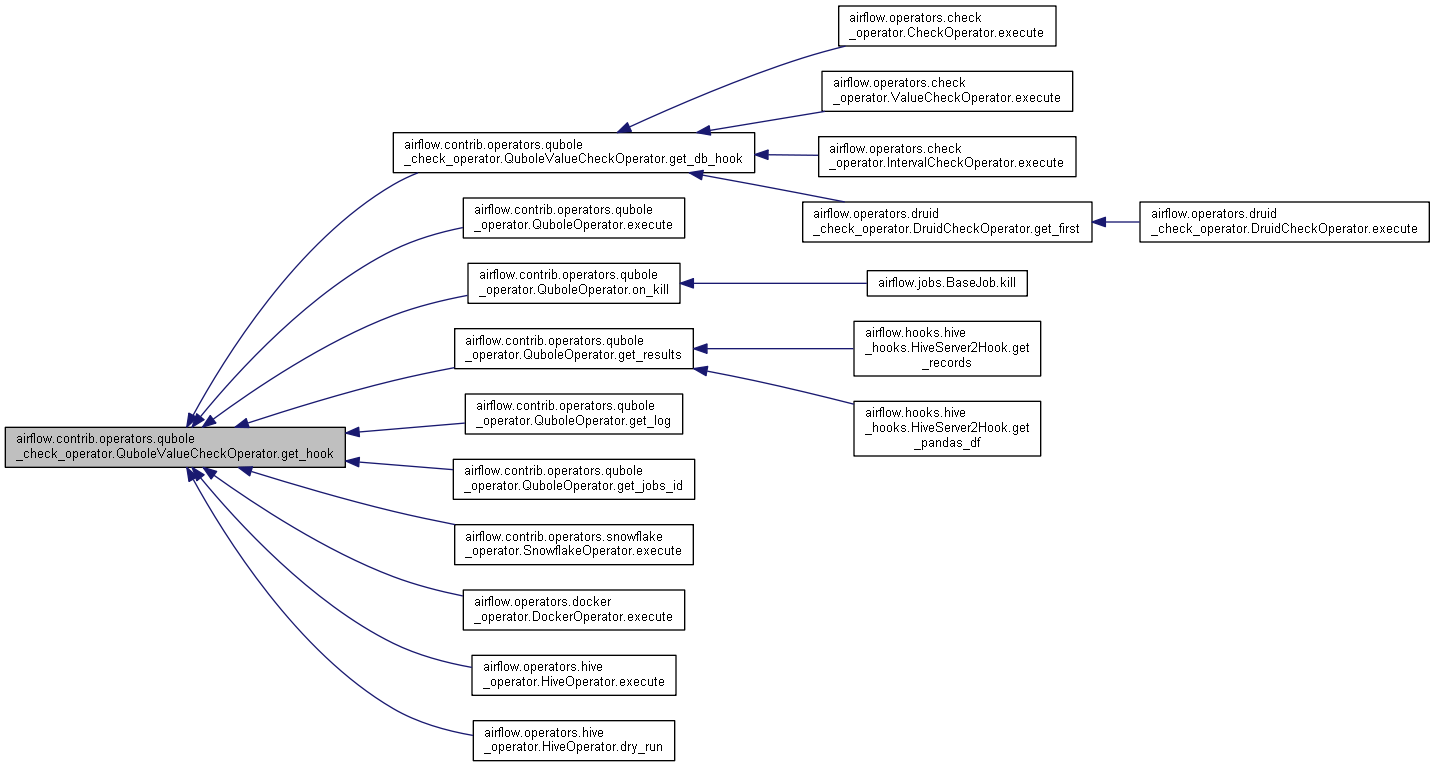 airflow.operators.check
_operator.CheckOperator.execute
airflow.operators.check
_operator.ValueCheckOperator.execute
airflow.contrib.operators.qubole
_check_operator.QuboleValueCheckOperator.get_db_hook
airflow.operators.check
_operator.IntervalCheckOperator.execute
airflow.operators.druid
_check_operator.DruidCheckOperator.get_first
airflow.operators.druid
_check_operator.DruidCheckOperator.execute
airflow.contrib.operators.qubole
_operator.QuboleOperator.execute
airflow.contrib.operators.qubole
_operator.QuboleOperator.on_kill
airflow.jobs.BaseJob.kill
airflow.contrib.operators.qubole
_operator.QuboleOperator.get_results
airflow.hooks.hive
_hooks.HiveServer2Hook.get
_records
airflow.hooks.hive
_hooks.HiveServer2Hook.get
_pandas_df
airflow.contrib.operators.qubole
_operator.QuboleOperator.get_log
airflow.contrib.operators.qubole
_check_operator.QuboleValueCheckOperator.get_hook
airflow.contrib.operators.qubole
_operator.QuboleOperator.get_jobs_id
airflow.contrib.operators.snowflake
_operator.SnowflakeOperator.execute
airflow.operators.docker
_operator.DockerOperator.execute
airflow.operators.hive
_operator.HiveOperator.execute
airflow.operators.hive
_operator.HiveOperator.dry_run